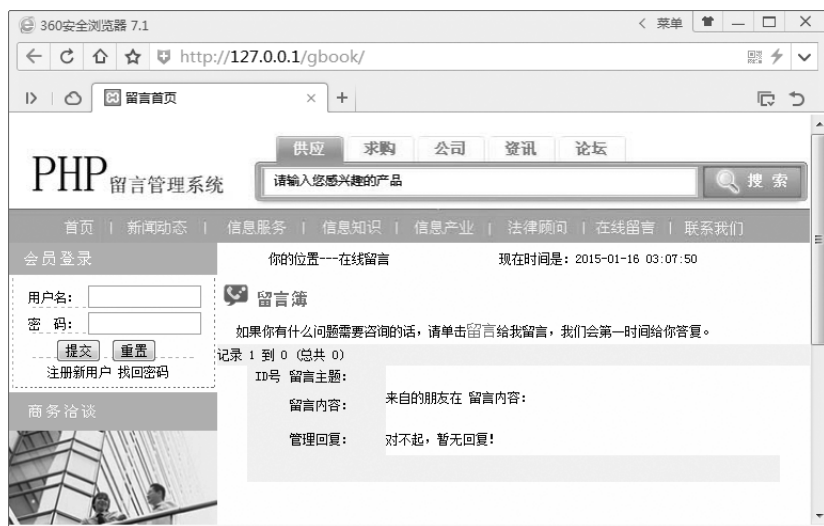 360安全浏览器 7.1
菜单
http://127.0.0.1/gbook/
留言首页
供应 求购 公司 资讯 论坛
PHP留言管理系统
请输入您感兴趣的产品
搜 索
首页 | 新闻动态 | 信息服务 | 信息知识 | 信息产业 | 法律顾问 | 在线留言 | 联系我们
会员登录
你的位置---在线留言
现在时间是：2015-01-16 03:07:50
用户名：
密 码：
提交 重置
注册新用户 找回密码
商务洽谈
留言簿
如果你有什么问题需要咨询的话，请单击留言给我留言，我们会第一时间给你答复。
记录 1 到 0 (总共 0)
ID号 留言主题：
留言内容：
来自的朋友在 留言内容：
管理回复：
对不起，暂无回复!